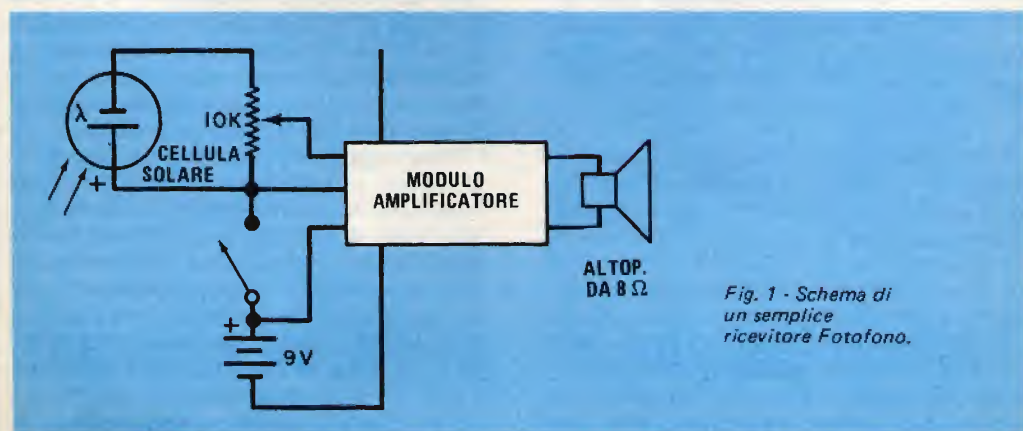 λ
10K
CELLULA
SOLARE
+
MODULO
AMPLIFICATORE
ALTOP.
DA 8 Ω
+
9V
Fig. 1 - Schema di
un semplice
ricevitore Fotofono.